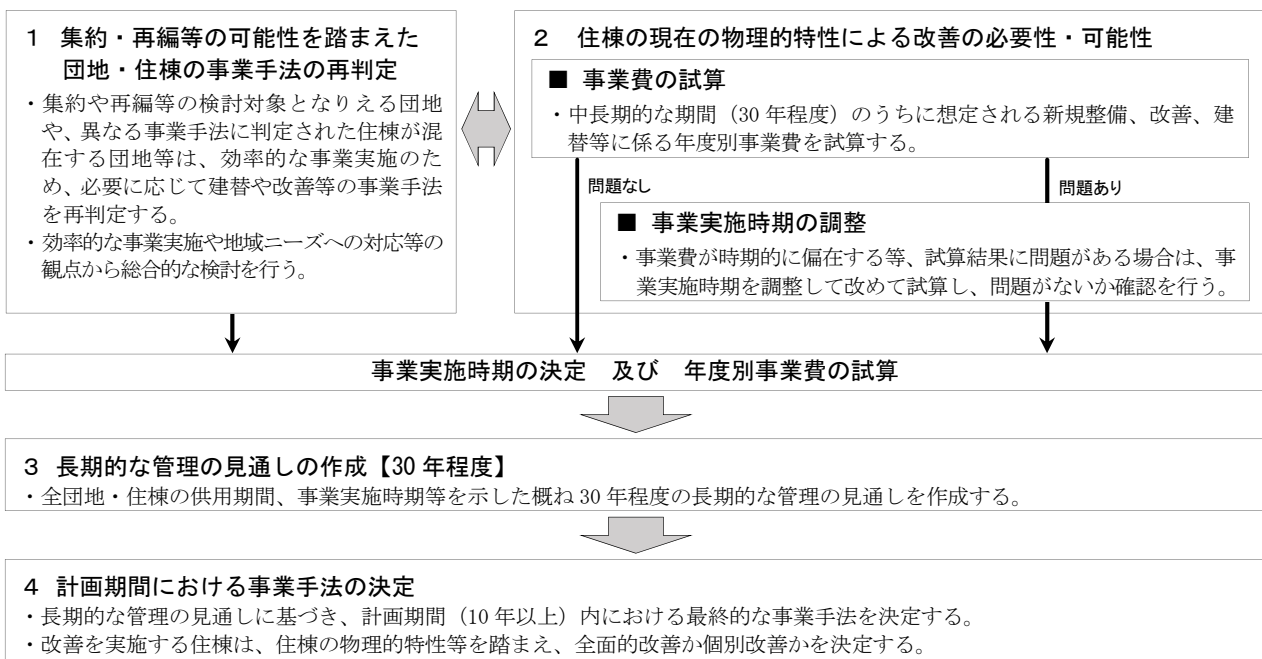 1 集約・再編等の可能性を踏まえた
団地・住棟の事業手法の再判定
・集約や再編等の検討対象となりえる団地
や、異なる事業手法に判定された住棟が混
在する団地等は、効率的な事業実施のた
め、必要に応じて建替や改善等の事業手法
を再判定する。
・効率的な事業実施や地域ニーズへの対応等の
観点から総合的な検討を行う。
2 住棟の現在の物理的特性による改善の必要性・可能性
■ 事業費の試算
・中長期的な期間（30 年程度）のうちに想定される新規整備、改善、建
替等に係る年度別事業費を試算する。
問題なし
問題あり
■ 事業実施時期の調整
・事業費が時期的に偏在する等、試算結果に問題がある場合は、事
業実施時期を調整して改めて試算し、問題がないか確認を行う。
事業実施時期の決定 及び 年度別事業費の試算
3 長期的な管理の見通しの作成【30 年程度】
・全団地・住棟の供用期間、事業実施時期等を示した概ね 30 年程度の長期的な管理の見通しを作成する。
4 計画期間における事業手法の決定
・長期的な管理の見通しに基づき、計画期間（10 年以上）内における最終的な事業手法を決定する。
・改善を実施する住棟は、住棟の物理的特性等を踏まえ、全面的改善か個別改善かを決定する。